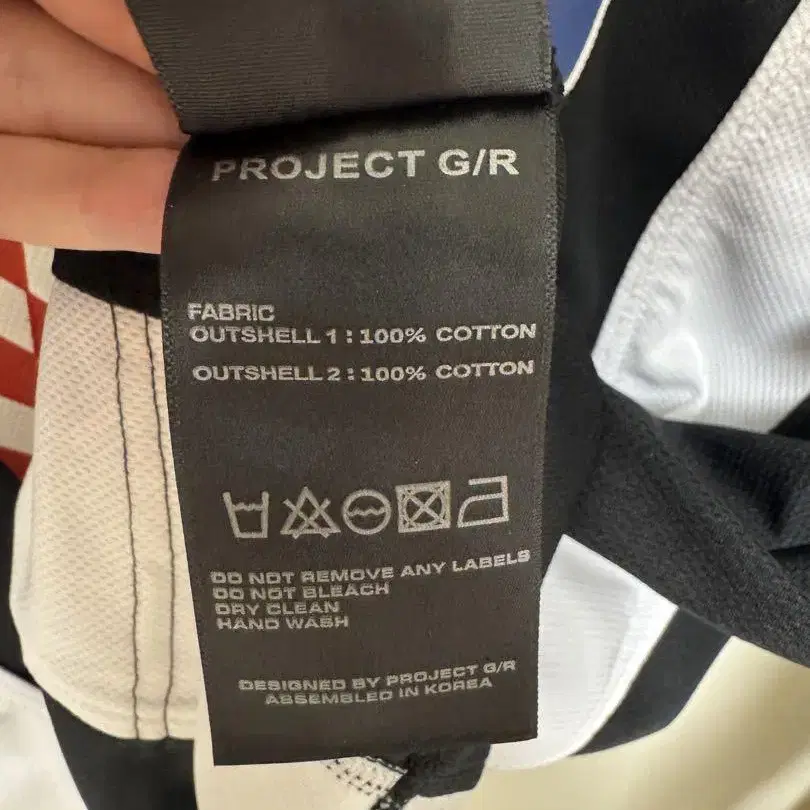 PROJECT G/R
FABRIC
OUTSHELL 1 : 100% COTTON
OUTSHELL 2 : 100% COTTON
DO NOT REMOVE ANY LABELS
DO NOT BLEACH
DRY CLEAN
HAND WASH
DESIGNED BY PROJECT G/R
ASSEMBLED IN KOREA